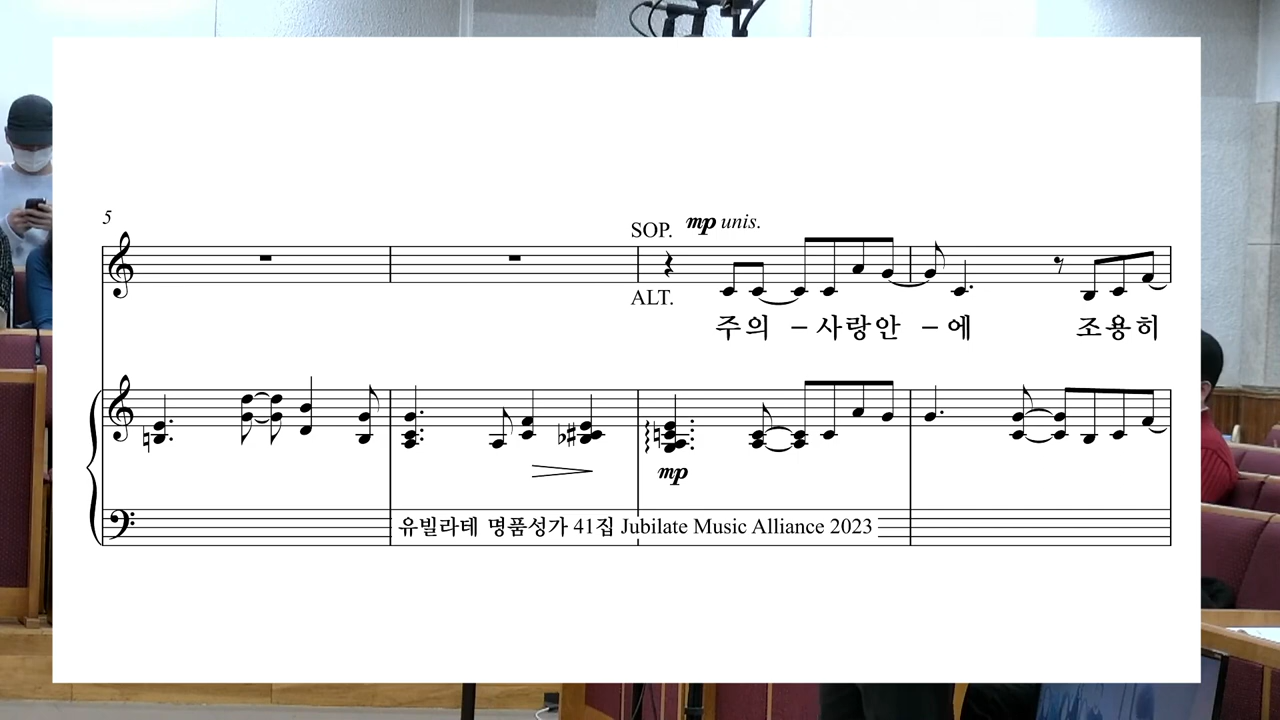 5
SOP. mp unis.
ALT.
주의 – 사랑안 – 에 조용히
mp
유빌라테 명품성가 41집 Jubilate Music Alliance 2023